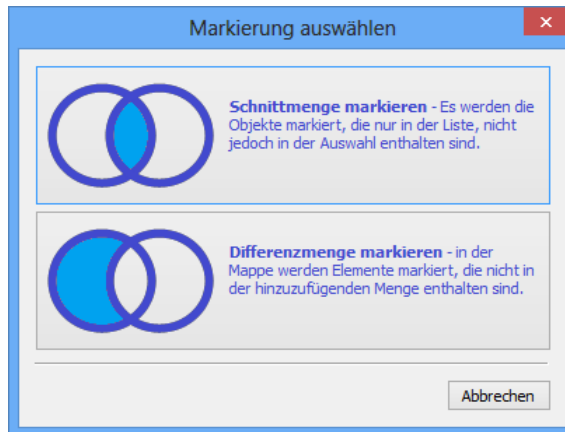 Markierung auswählen
Schnittmenge markieren - Es werden die
Objekte markiert, die nur in der Liste, nicht
jedoch in der Auswahl enthalten sind.
Differenzmenge markieren - in der
Mappe werden Elemente markiert, die nicht in
der hinzuzufügenden Menge enthalten sind.
Abbrechen